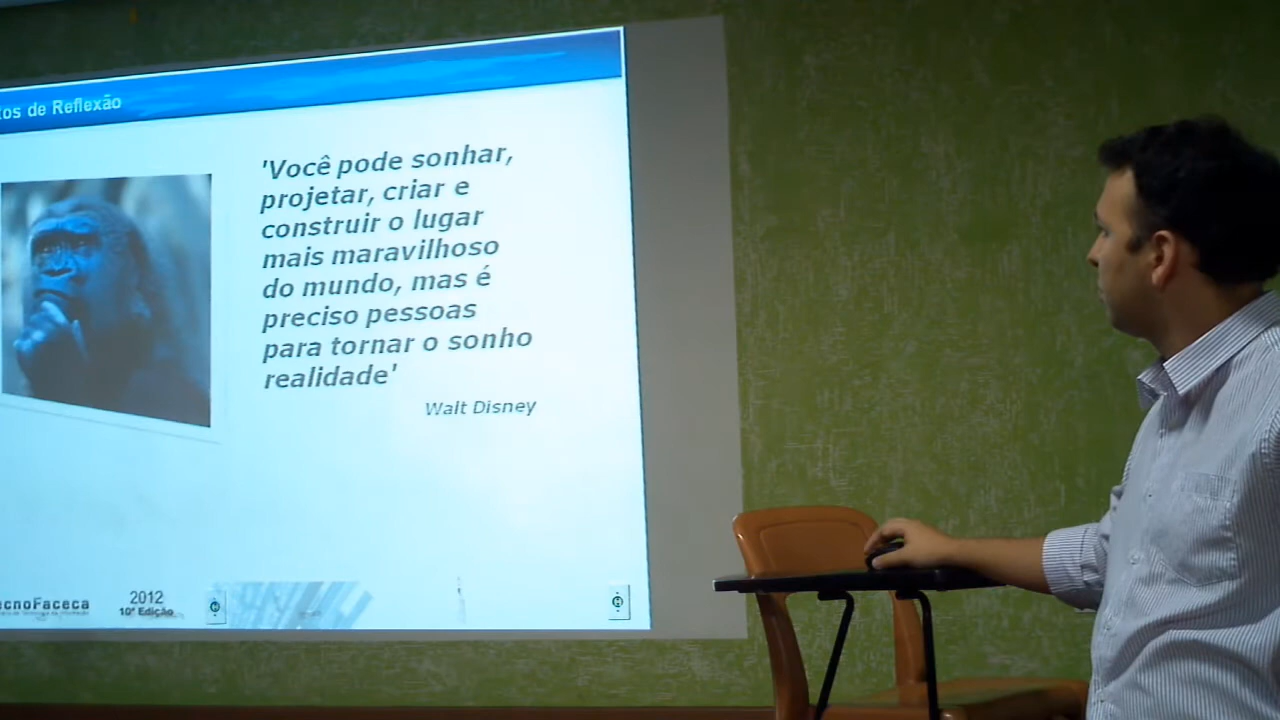 de Reflexão
'Você pode sonhar,
projetar, criar e
construir o lugar
mais maravilhoso
do mundo, mas é
preciso pessoas
para tornar o sonho
realidade'
Walt Disney
ecnoFaceca
2012
10ª Edição